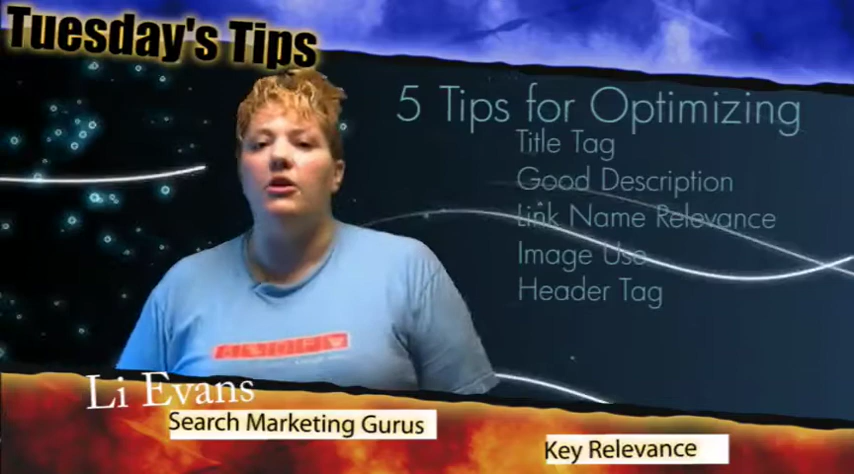 Tuesday's Tips
5 Tips for Optimizing
Title Tag
Good Description
Link Name Relevance
Image Use
Header Tag
Li Evans
Search Marketing Gurus
Key Relevance